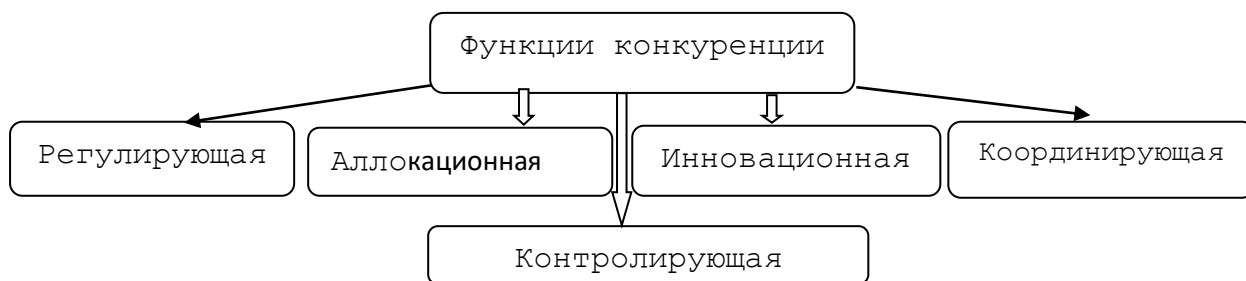 Функции конкуренции
Регулирующая
Аллокационная
Инновационная
Координирующая
Контролирующая